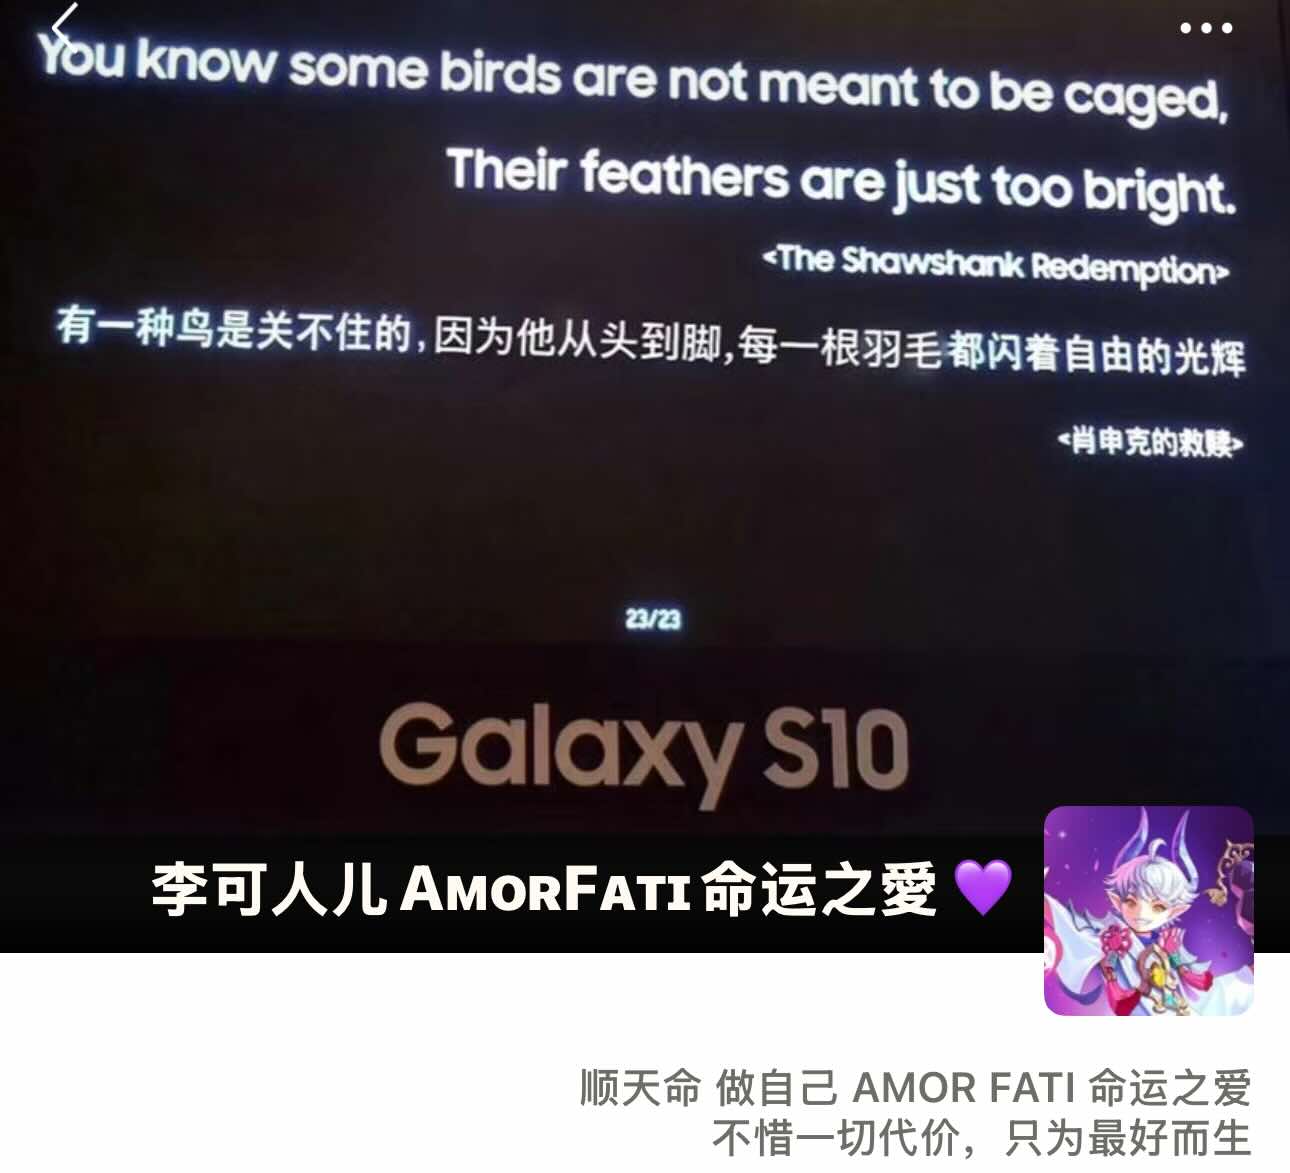 You know some birds are not meant to be caged,
Their feathers are just too bright.
<The Shawshank Redemption>
有一种鸟是关不住的,因为他从头到脚,每一根羽毛都闪着自由的光辉
<肖申克的救赎>
23/23
Galaxy S10
李可人儿 AMORFATI 命运之愛 💜
顺天命 做自己 AMOR FATI 命运之爱
不惜一切代价，只为最好而生